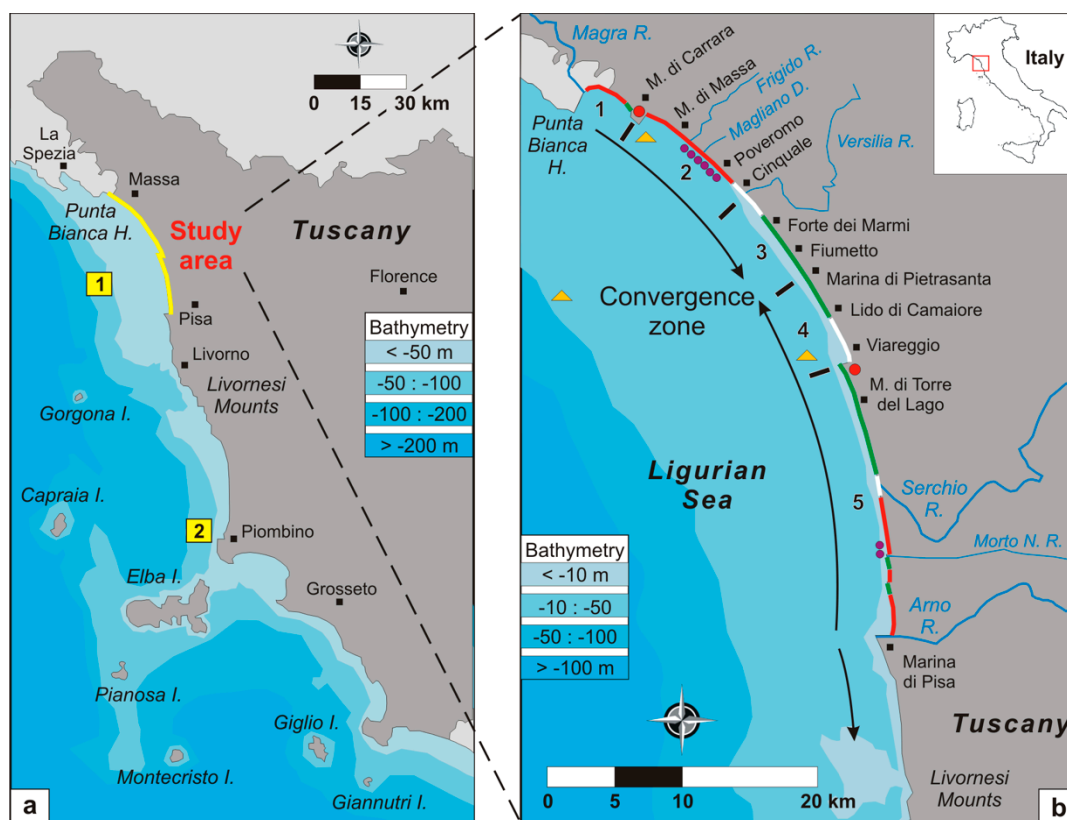 0 15 30 km
La
Spezia
Massa
Punta
Bianca H.
Study
area
Tuscany
1
Florence
Pisa
Bathymetry
< -50 m
-50 : -100
-100 : -200
> -200 m
Livorno
Livornesi
Mounts
Gorgona I.
Capraia I.
2
Piombino
Elba I.
Grosseto
Pianosa I.
Giglio I.
Montecristo I.
Giannutri I.
a
Magra R.
M. di Carrara
M. di Massa
Frigido R.
Magliano D.
Poveromo
Cinquale
Versilia R.
Italy
1
Punta
Bianca
H.
2
Forte dei Marmi
3
Fiumetto
Marina di Pietrasanta
Convergence
zone
Lido di Camaiore
4
Viareggio
M. di Torre
del Lago
Ligurian
Sea
Serchio
R.
5
Morto N. R.
Bathymetry
< -10 m
-10 : -50
-50 : -100
> -100 m
Arno
R.
Marina
di Pisa
Tuscany
0 5 10 20 km
Livornesi
Mounts
b